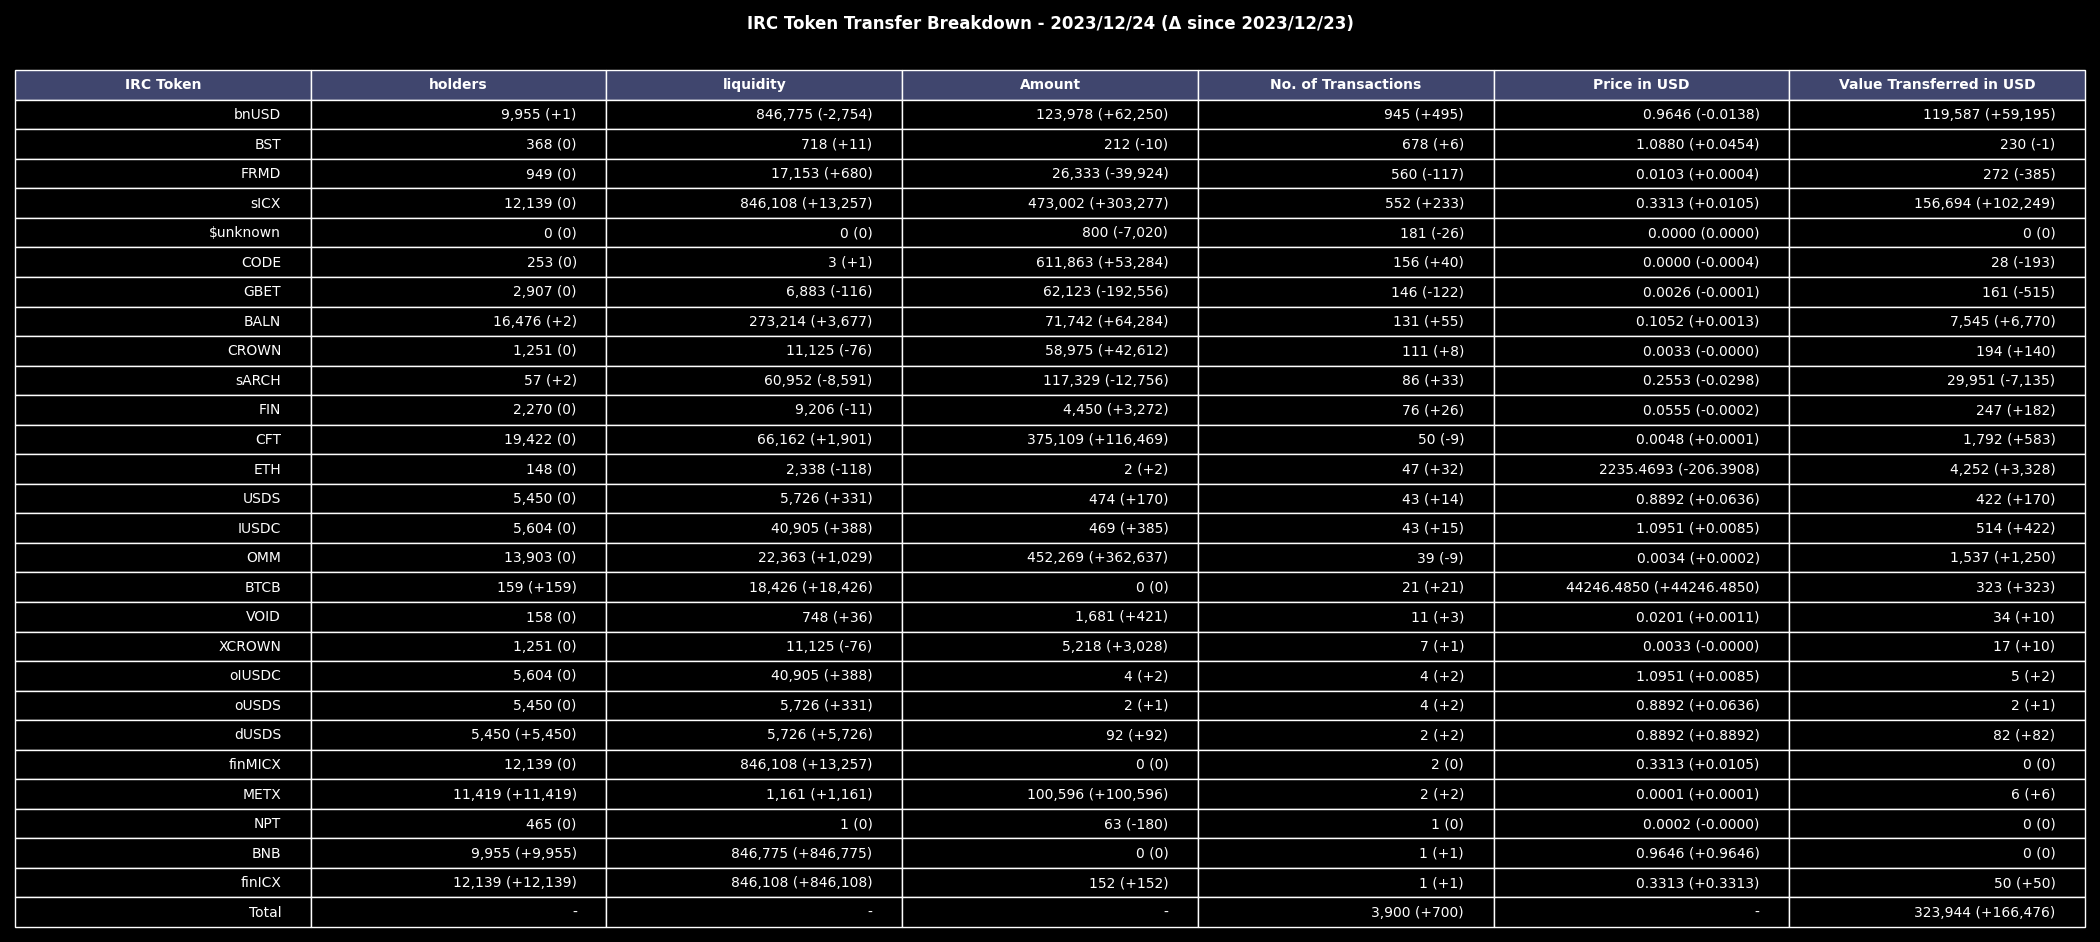 IRC Token Transfer Breakdown - 2023/12/24 (Δ since 2023/12/23)
IRC Token holders liquidity Amount No. of Transactions Price in USD Value Transferred in USD
bnUSD 9,955 (+1) 846,775 (-2,754) 123,978 (+62,250) 945 (+495) 0.9646 (-0.0138) 119,587 (+59,195)
BST 368 (0) 718 (+11) 212 (-10) 678 (+6) 1.0880 (+0.0454) 230 (-1)
FRMD 949 (0) 17,153 (+680) 26,333 (-39,924) 560 (-117) 0.0103 (+0.0004) 272 (-385)
sICX 12,139 (0) 846,108 (+13,257) 473,002 (+303,277) 552 (+233) 0.3313 (+0.0105) 156,694 (+102,249)
$unknown 0 (0) 0 (0) 800 (-7,020) 181 (-26) 0.0000 (0.0000) 0 (0)
CODE 253 (0) 3 (+1) 611,863 (+53,284) 156 (+40) 0.0000 (-0.0004) 28 (-193)
GBET 2,907 (0) 6,883 (-116) 62,123 (-192,556) 146 (-122) 0.0026 (-0.0001) 161 (-515)
BALN 16,476 (+2) 273,214 (+3,677) 71,742 (+64,284) 131 (+55) 0.1052 (+0.0013) 7,545 (+6,770)
CROWN 1,251 (0) 11,125 (-76) 58,975 (+42,612) 111 (+8) 0.0033 (-0.0000) 194 (+140)
sARCH 57 (+2) 60,952 (-8,591) 117,329 (-12,756) 86 (+33) 0.2553 (-0.0298) 29,951 (-7,135)
FIN 2,270 (0) 9,206 (-11) 4,450 (+3,272) 76 (+26) 0.0555 (-0.0002) 247 (+182)
CFT 19,422 (0) 66,162 (+1,901) 375,109 (+116,469) 50 (-9) 0.0048 (+0.0001) 1,792 (+583)
ETH 148 (0) 2,338 (-118) 2 (+2) 47 (+32) 2235.4693 (-206.3908) 4,252 (+3,328)
USDS 5,450 (0) 5,726 (+331) 474 (+170) 43 (+14) 0.8892 (+0.0636) 422 (+170)
IUSDC 5,604 (0) 40,905 (+388) 469 (+385) 43 (+15) 1.0951 (+0.0085) 514 (+422)
OMM 13,903 (0) 22,363 (+1,029) 452,269 (+362,637) 39 (-9) 0.0034 (+0.0002) 1,537 (+1,250)
BTCB 159 (+159) 18,426 (+18,426) 0 (0) 21 (+21) 44246.4850 (+44246.4850) 323 (+323)
VOID 158 (0) 748 (+36) 1,681 (+421) 11 (+3) 0.0201 (+0.0011) 34 (+10)
XCROWN 1,251 (0) 11,125 (-76) 5,218 (+3,028) 7 (+1) 0.0033 (-0.0000) 17 (+10)
oIUSDC 5,604 (0) 40,905 (+388) 4 (+2) 4 (+2) 1.0951 (+0.0085) 5 (+2)
oUSDS 5,450 (0) 5,726 (+331) 2 (+1) 4 (+2) 0.8892 (+0.0636) 2 (+1)
dUSDS 5,450 (+5,450) 5,726 (+5,726) 92 (+92) 2 (+2) 0.8892 (+0.8892) 82 (+82)
finMICX 12,139 (0) 846,108 (+13,257) 0 (0) 2 (0) 0.3313 (+0.0105) 0 (0)
METX 11,419 (+11,419) 1,161 (+1,161) 100,596 (+100,596) 2 (+2) 0.0001 (+0.0001) 6 (+6)
NPT 465 (0) 1 (0) 63 (-180) 1 (0) 0.0002 (-0.0000) 0 (0)
BNB 9,955 (+9,955) 846,775 (+846,775) 0 (0) 1 (+1) 0.9646 (+0.9646) 0 (0)
finICX 12,139 (+12,139) 846,108 (+846,108) 152 (+152) 1 (+1) 0.3313 (+0.3313) 50 (+50)
Total - - - 3,900 (+700) - 323,944 (+166,476)